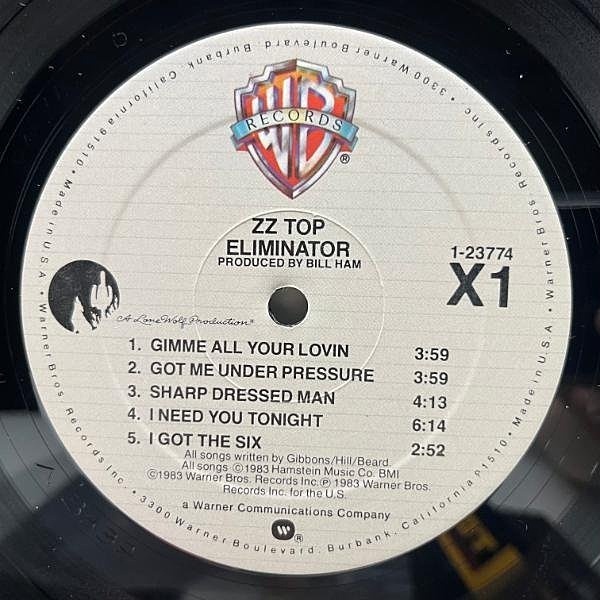 WB
RECORDS
®
ZZ TOP
ELIMINATOR
PRODUCED BY BILL HAM
1-23774
X1
A Lone Wolf Production®
1. GIMME ALL YOUR LOVIN 3:59
2. GOT ME UNDER PRESSURE 3:59
3. SHARP DRESSED MAN 4:13
4. I NEED YOU TONIGHT 6:14
5. I GOT THE SIX 2:52
All songs written by Gibbons/Hill/Beard.
All songs ©1983 Hamstein Music Co. BMI
©1983 Warner Bros. Records Inc. ℗ 1983 Warner Bros.
Records Inc. for the U.S.
a Warner Communications Company
®
Warner Bros. Records Inc. • 3300 Warner Boulevard, Burbank, California 91510 • Made in U.S.A. • Warner Bros. Records Inc. • 3300 Warner Boulevard, Burbank, California 91510 • Made in U.S.A. •